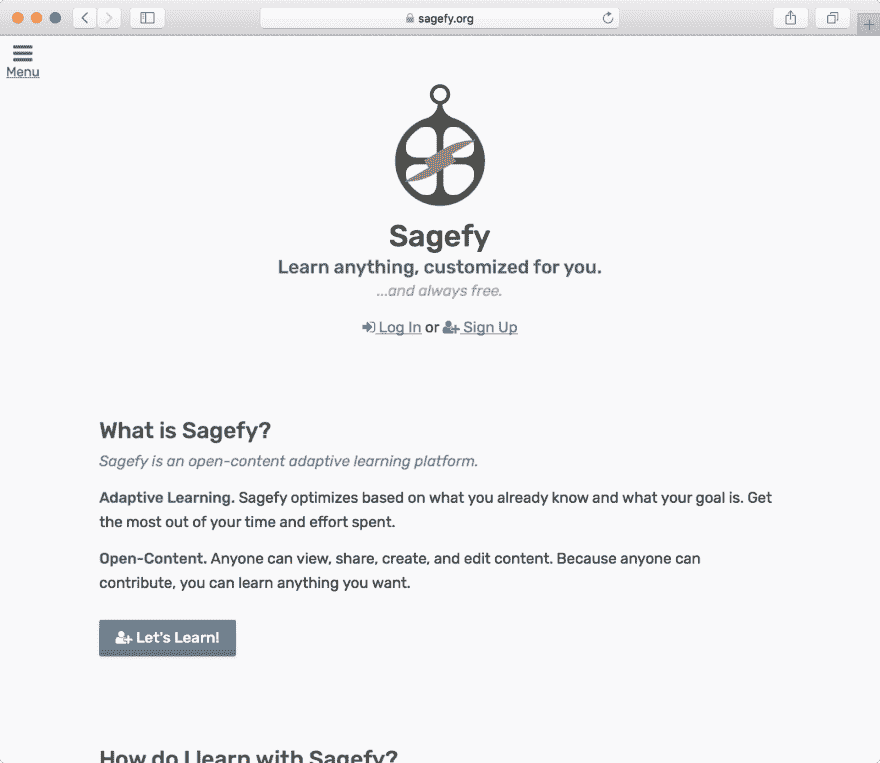 sagefy.org
Menu
Sagefy
Learn anything, customized for you.
...and always free.
Log In or Sign Up
What is Sagefy?
Sagefy is an open-content adaptive learning platform.
Adaptive Learning. Sagefy optimizes based on what you already know and what your goal is. Get
the most out of your time and effort spent.
Open-Content. Anyone can view, share, create, and edit content. Because anyone can
contribute, you can learn anything you want.
Let's Learn!
How do I learn with Sagefy?